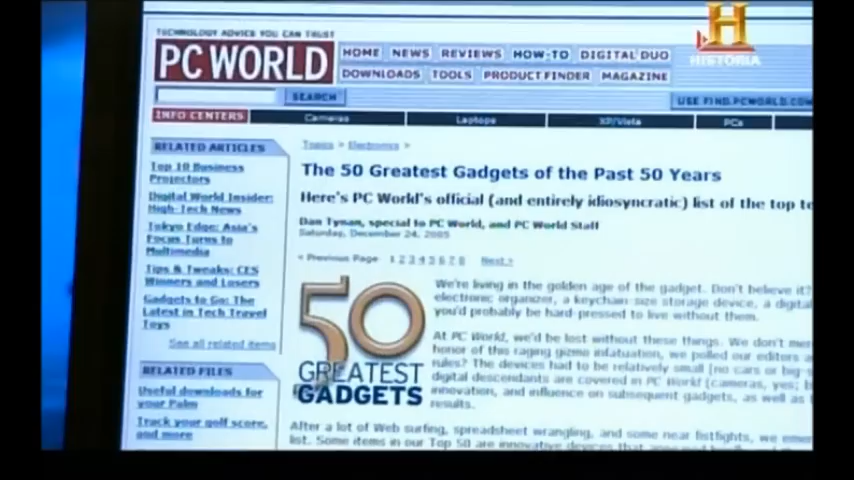 TECHNOLOGY ADVICE YOU CAN TRUST
PC WORLD
HOME NEWS REVIEWS HOW-TO DIGITAL DUO
DOWNLOADS TOOLS PRODUCT FINDER MAGAZINE
H
HISTORIA
SEARCH
USE FIND.PCWORLD.COM
INFO CENTERS Cameras Laptops XP/Vista PCs
RELATED ARTICLES
Top 10 Business
Projectors
Digital World Insider:
High-Tech News
Tokyo Edge: Asia's
Focus Turns to
Multimedia
Tips & Tweaks: CES
Winners and Losers
Gadgets to Go: The
Latest in Tech Travel
Toys
See all related items
RELATED FILES
Useful downloads for
your Palm
Track your golf score,
and more
Topics > Electronics >
The 50 Greatest Gadgets of the Past 50 Years
Here's PC World's official (and entirely idiosyncratic) list of the top te
Dan Tynan, special to PC World, and PC World Staff
Saturday, December 24, 2005
< Previous Page 1 2 3 4 5 6 7 8 Next >
50
GREATEST
GADGETS
We're living in the golden age of the gadget. Don't believe it?
electronic organizer, a keychain-size storage device, a digital
you'd probably be hard-pressed to live without them.
At PC World, we'd be lost without these things. We don't mer
honor of this raging gizmo infatuation, we polled our editors a
rules? The devices had to be relatively small (no cars or big-s
digital descendants are covered in PC World (cameras, yes; b
innovation, and influence on subsequent gadgets, as well as
results.
After a lot of Web surfing, spreadsheet wrangling, and some near fistfights, we eme
list. Some items in our Top 50 are innovative devices that